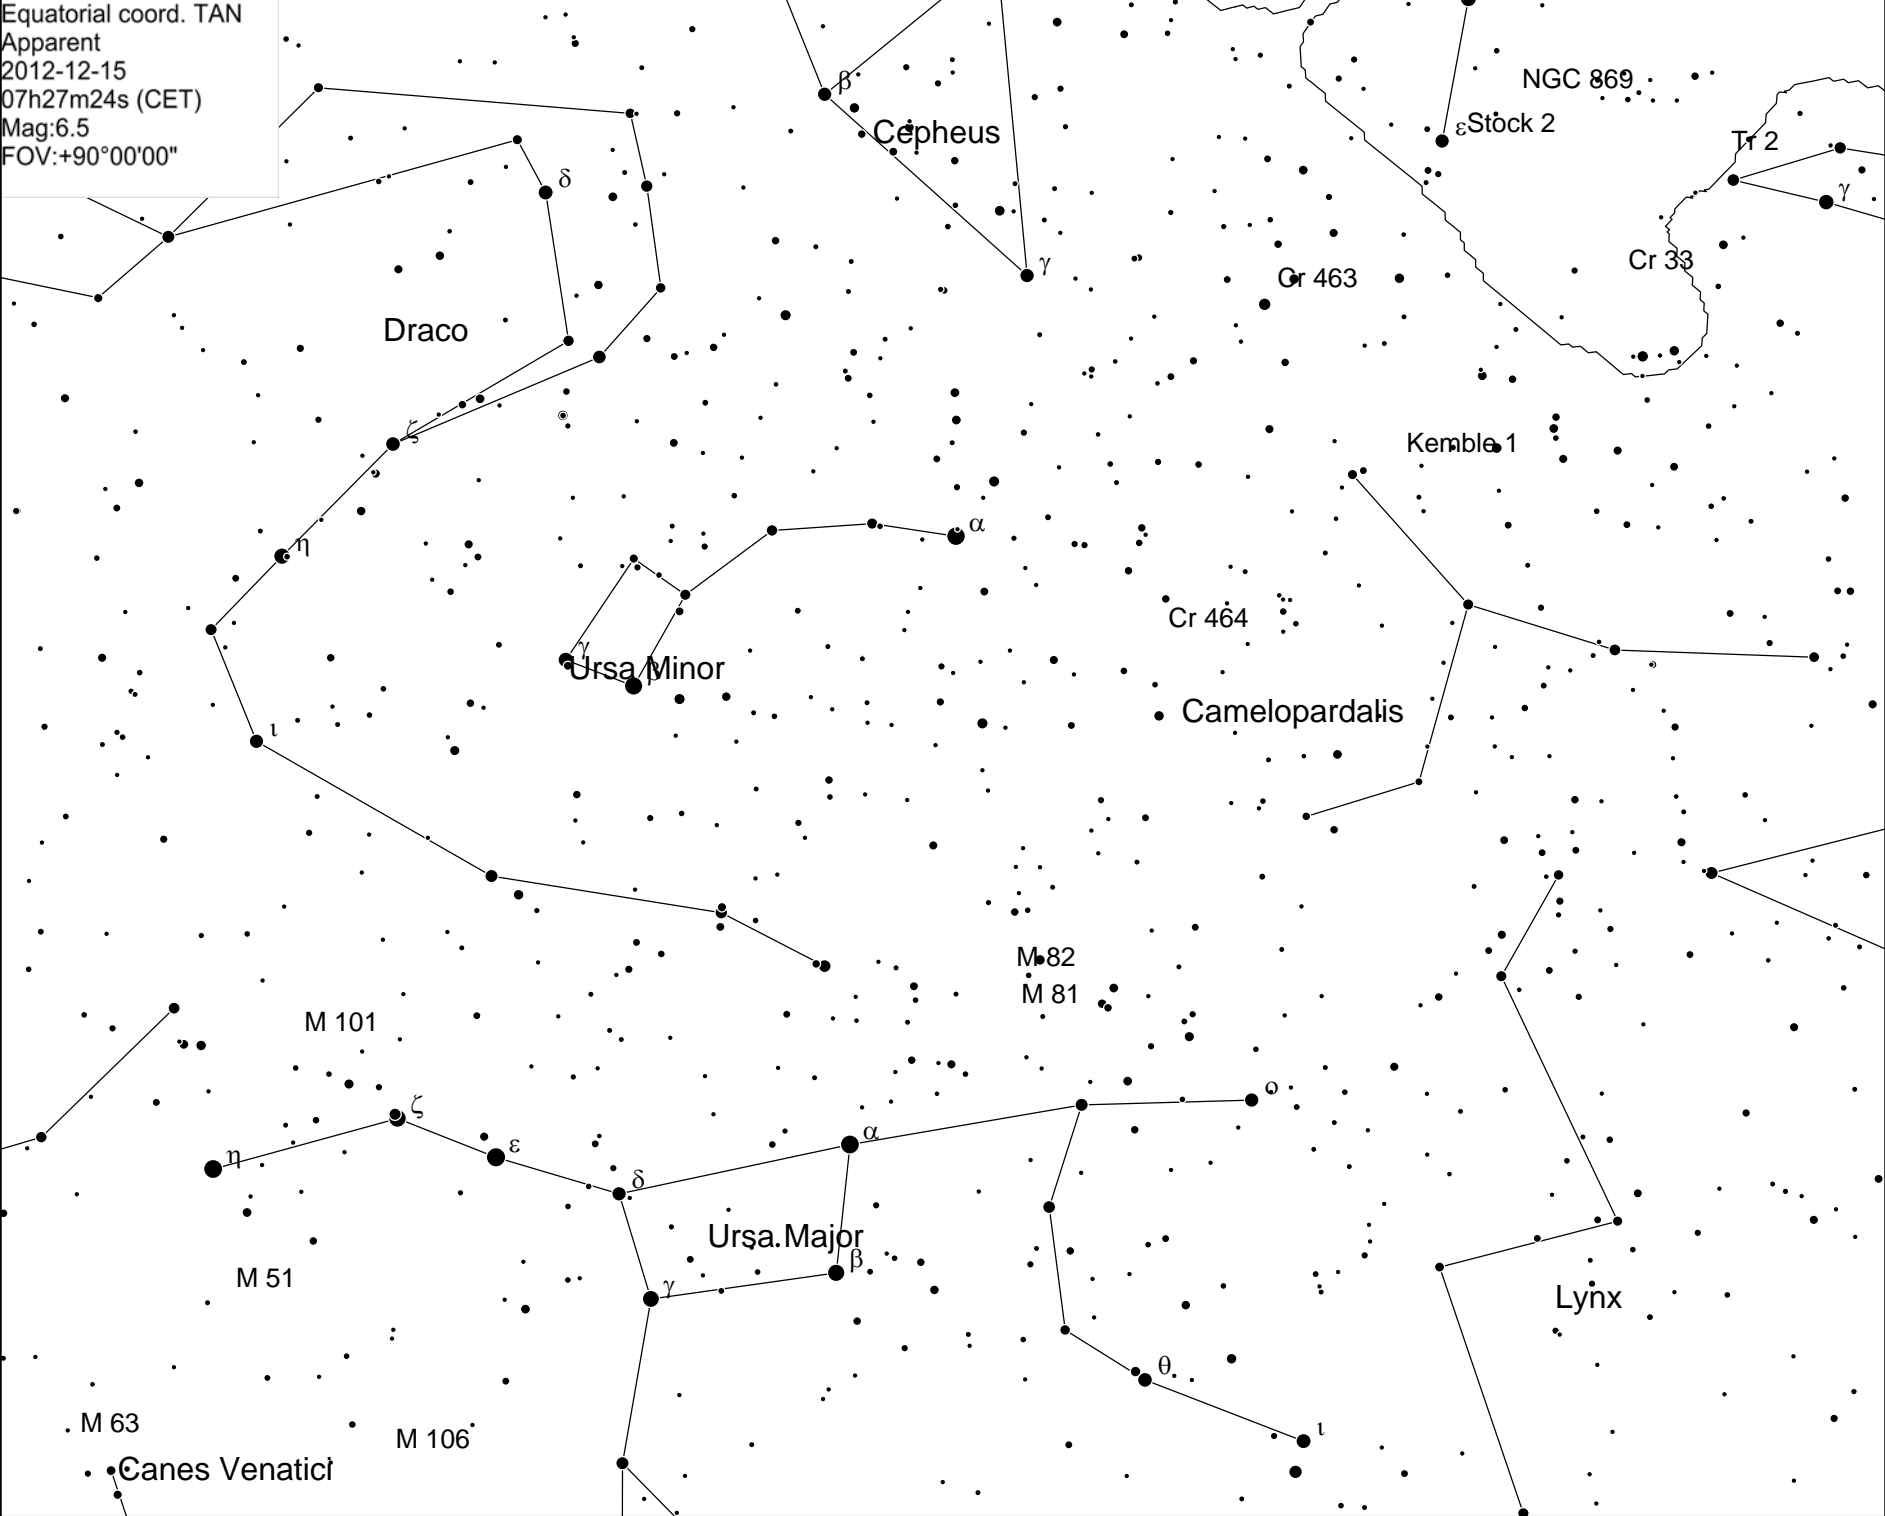 Equatorial coord. TAN
Apparent
2012-12-15
07h27m24s (CET)
Mag:6.5
FOV:+90°00'00"
β
NGC 869
Cepheus
ε
Stock 2
Tr 2
δ
γ
γ
Cr 463
Cr 33
Draco
ζ
Kemble 1
α
η
Cr 464
γ
Ursa Minor
β
Camelopardalis
ι
M 82
M 81
M 101
ο
ζ
α
η
ε
δ
Ursa Major
β
M 51
γ
Lynx
θ
M 63
M 106
ι
Canes Venatici